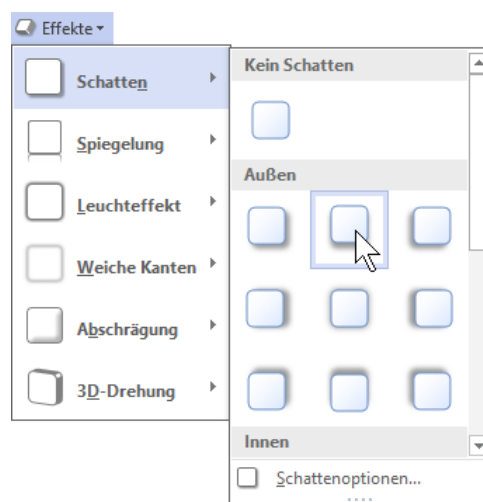 Effekte
Schatten
Spiegelung
Leuchteffekt
Weiche Kanten
Abschrägung
3D-Drehung
Kein Schatten
Außen
Innen
Schattenoptionen...